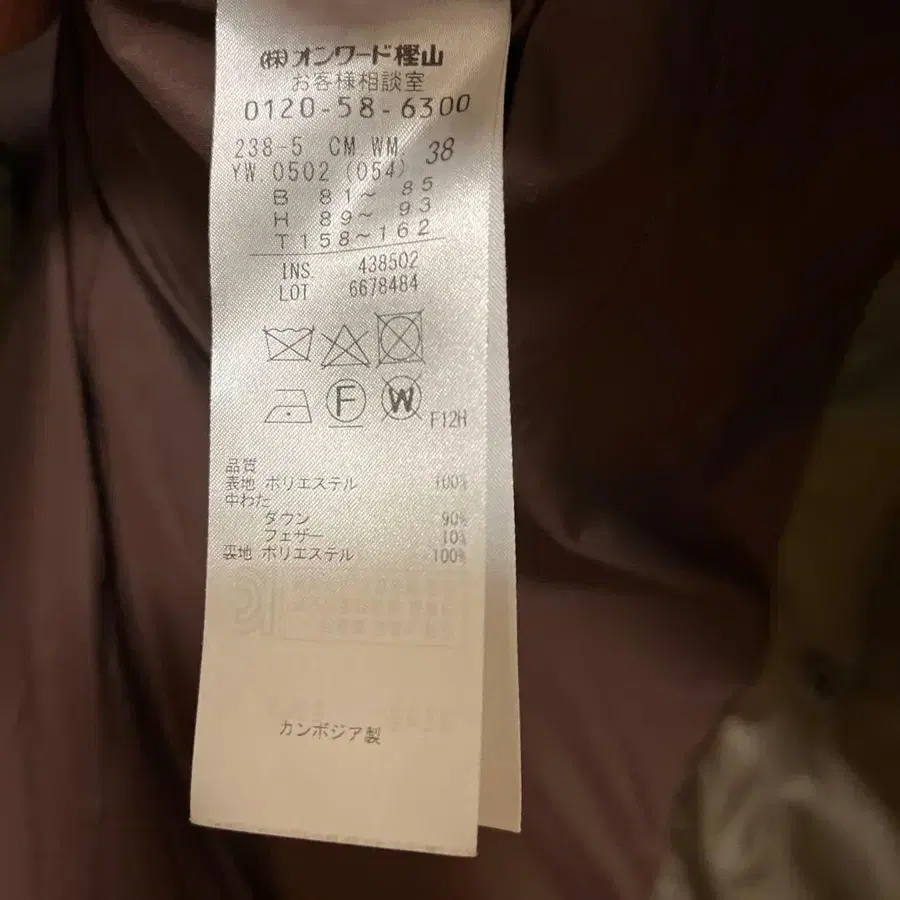 (株)オンワード樫山
お客様相談室
0120-58-6300
238-5 CM WM 38
YW 0502 (054)
B 81~ 85
H 89~ 93
T 158~162
INS 438502
LOT 6678484
F
W
F12H
品質
表地 ポリエステル 100%
中わた
ダウン 90%
フェザー 10%
裏地 ポリエステル 100%
カンボジア製